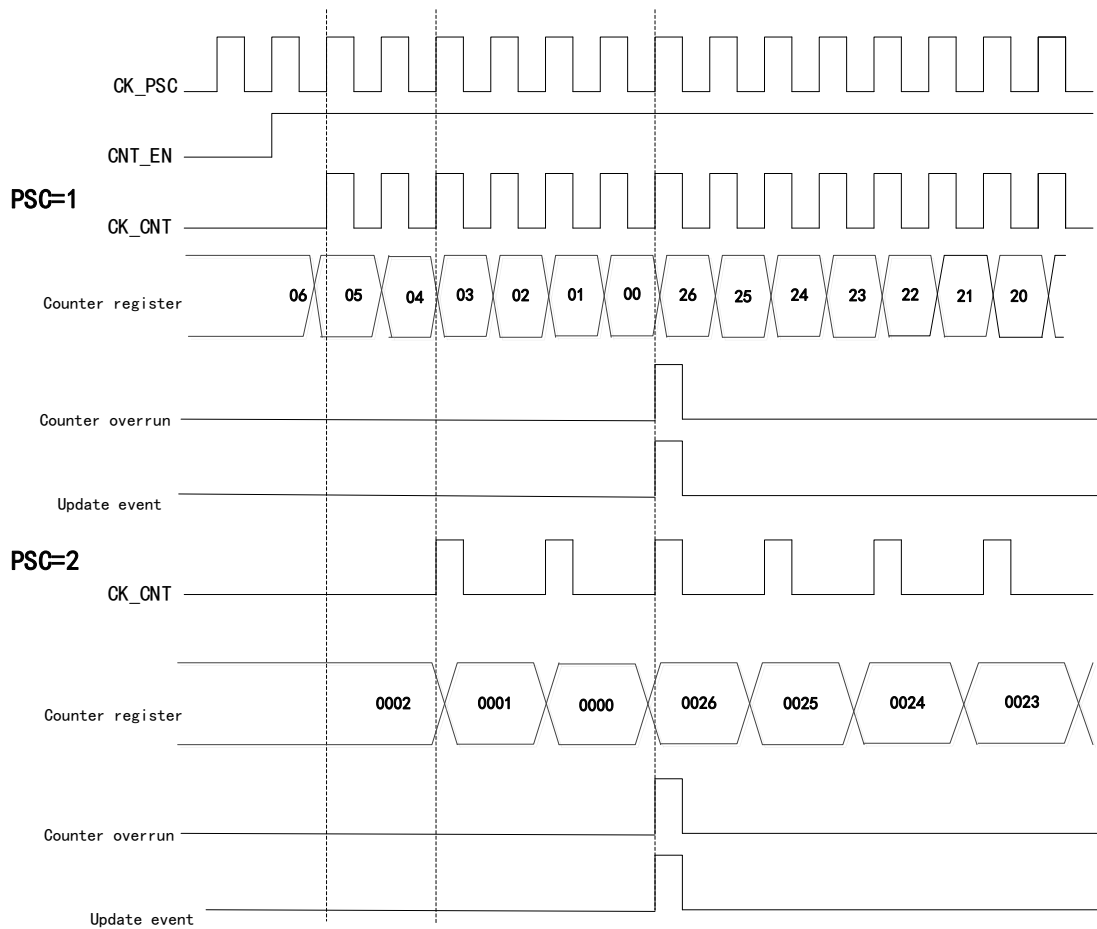 CK_PSC
CNT_EN
PSC=1
CK_CNT
Counter register 06 05 04 03 02 01 00 26 25 24 23 22 21 20
Counter overrun
Update event
PSC=2
CK_CNT
Counter register 0002 0001 0000 0026 0025 0024 0023
Counter overrun
Update event